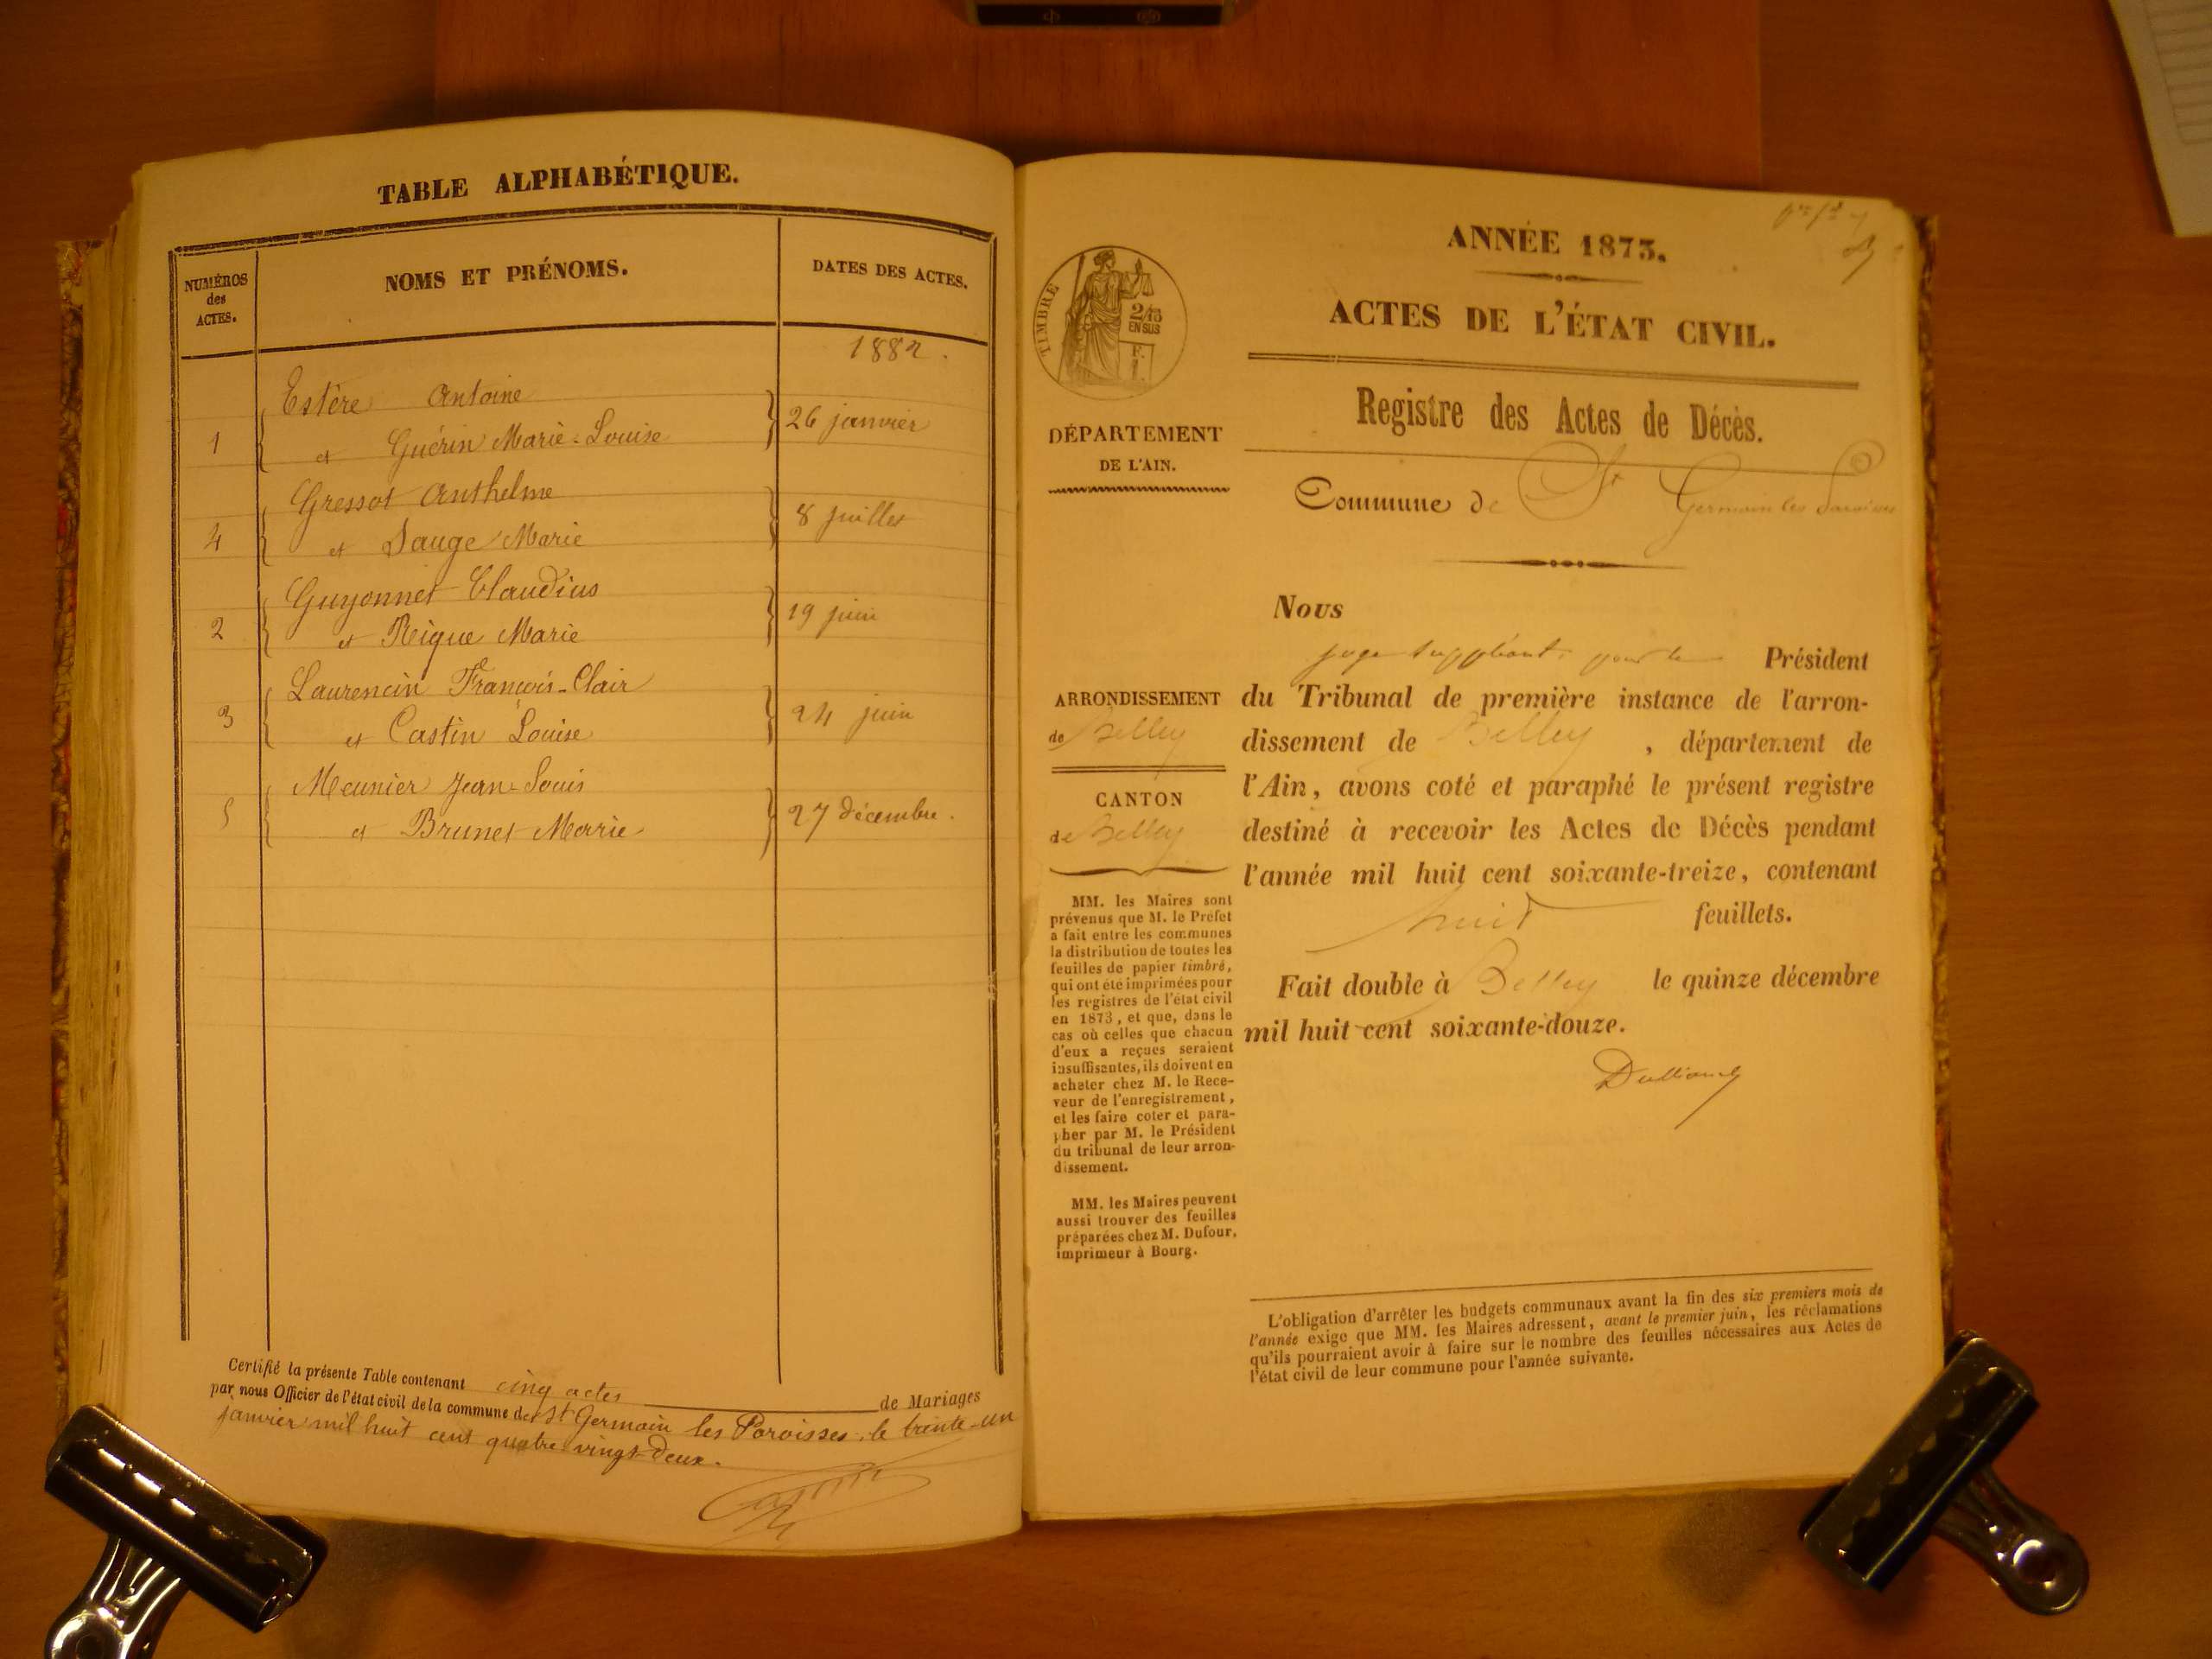 TABLE ALPHABÉTIQUE.
NUMÉROS
des
ACTES.
NOMS ET PRÉNOMS.
DATES DES ACTES.
1882.
Estère Antoine
1 et Guérin Marie-Louise 26 janvier
Gressot Anthelme
4 et Dauge Marie 8 juillet
Guyonnet Claudius
2 et Reique Marie 19 juin
Laurencin François-Clair
3 et Castin Louise 24 juin
Meunier Jean-Louis
5 et Brunet Marie 27 décembre.
Certifié la présente Table contenant cinq actes de Mariages
par nous Officier de l'état civil de la commune de St Germain les Paroisses, le trente-un
janvier mil huit cent quatre-vingt-deux.
ANNÉE 1873.
ACTES DE L'ÉTAT CIVIL.
TIMBRE
2/10
EN SUS
Registre des Actes de Décès.
DÉPARTEMENT
DE L'AIN.
Commune de St Germain les Paroisses
Nous
juge suppléant pour le Président
ARRONDISSEMENT
de Belley
CANTON
de Belley
du Tribunal de première instance de l'arron-
dissement de Belley, département de
l'Ain, avons coté et paraphé le présent registre
destiné à recevoir les Actes de Décès pendant
l'année mil huit cent soixante-treize, contenant
huit feuillets.
Fait double à Belley le quinze décembre
mil huit cent soixante-douze.
MM. les Maires sont
prévenus que M. le Préfet
a fait entre les communes
la distribution de toutes les
feuilles de papier timbré,
qui ont été imprimées pour
les registres de l'état civil
en 1873, et que, dans le
cas où celles que chacun
d'eux a reçues seraient
insuffisantes, ils doivent en
acheter chez M. le Rece-
veur de l'enregistrement,
et les faire coter et para-
pher par M. le Président
du tribunal de leur arron-
dissement.
MM. les Maires peuvent
aussi trouver des feuilles
préparées chez M. Dufour,
imprimeur à Bourg.
L'obligation d'arrêter les budgets communaux avant la fin des six premiers mois de
l'année exige que MM. les Maires adressent, avant le premier juin, les réclamations
qu'ils pourraient avoir à faire sur le nombre des feuilles nécessaires aux Actes de
l'état civil de leur commune pour l'année suivante.